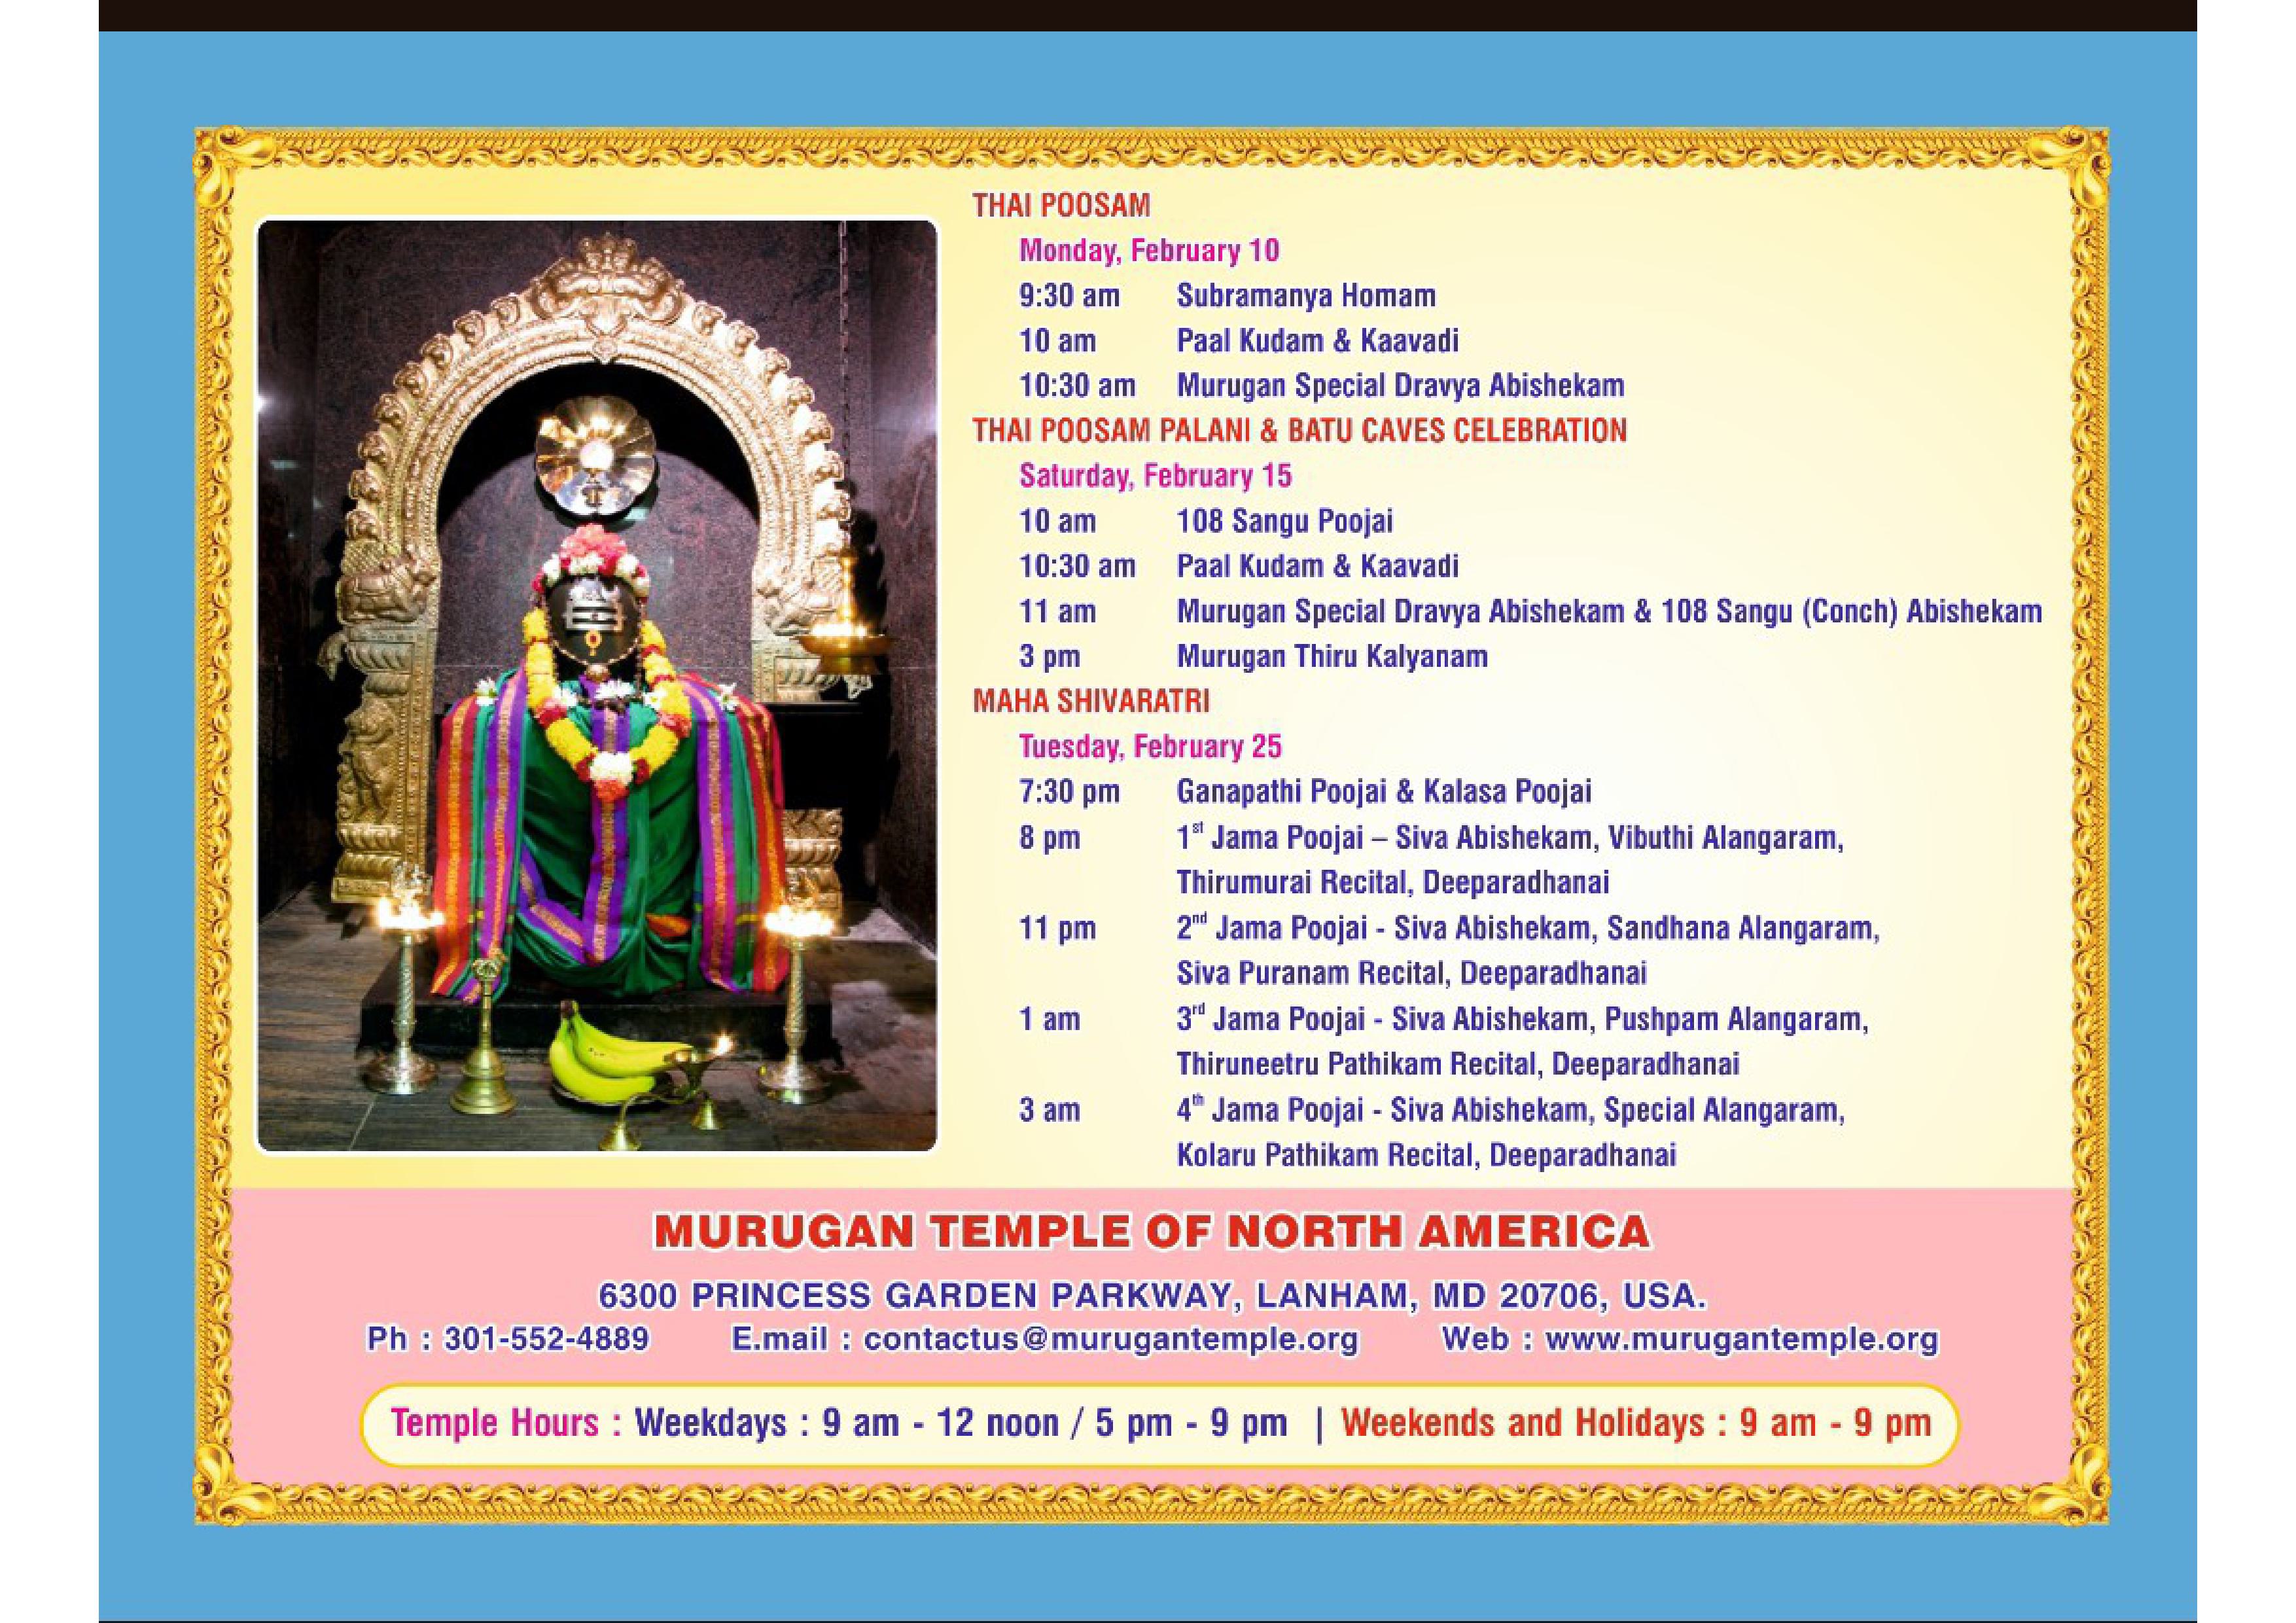 THAI POOSAM
Monday, February 10
9:30 am Subramanya Homam
10 am Paal Kudam & Kaavadi
10:30 am Murugan Special Dravya Abishekam
THAI POOSAM PALANI & BATU CAVES CELEBRATION
Saturday, February 15
10 am 108 Sangu Poojai
10:30 am Paal Kudam & Kaavadi
11 am Murugan Special Dravya Abishekam & 108 Sangu (Conch) Abishekam
3 pm Murugan Thiru Kalyanam
MAHA SHIVARATRI
Tuesday, February 25
7:30 pm Ganapathi Poojai & Kalasa Poojai
8 pm 1st Jama Poojai – Siva Abishekam, Vibuthi Alangaram,
Thirumurai Recital, Deeparadhanai
11 pm 2nd Jama Poojai - Siva Abishekam, Sandhana Alangaram,
Siva Puranam Recital, Deeparadhanai
1 am 3rd Jama Poojai - Siva Abishekam, Pushpam Alangaram,
Thiruneetru Pathikam Recital, Deeparadhanai
3 am 4th Jama Poojai - Siva Abishekam, Special Alangaram,
Kolaru Pathikam Recital, Deeparadhanai
MURUGAN TEMPLE OF NORTH AMERICA
6300 PRINCESS GARDEN PARKWAY, LANHAM, MD 20706, USA.
Ph : 301-552-4889 E.mail : contactus@murugantemple.org Web : www.murugantemple.org
Temple Hours : Weekdays : 9 am - 12 noon / 5 pm - 9 pm | Weekends and Holidays : 9 am - 9 pm